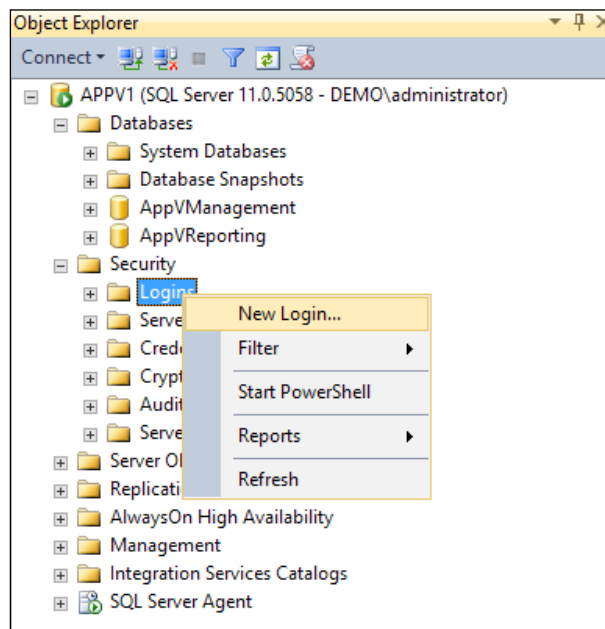 Object Explorer
Connect
APPV1 (SQL Server 11.0.5058 - DEMO\administrator)
Databases
System Databases
Database Snapshots
AppVManagement
AppVReporting
Security
Logins
New Login...
Filter
Start PowerShell
Reports
Refresh
Server
AlwaysOn High Availability
Management
Integration Services Catalogs
SQL Server Agent